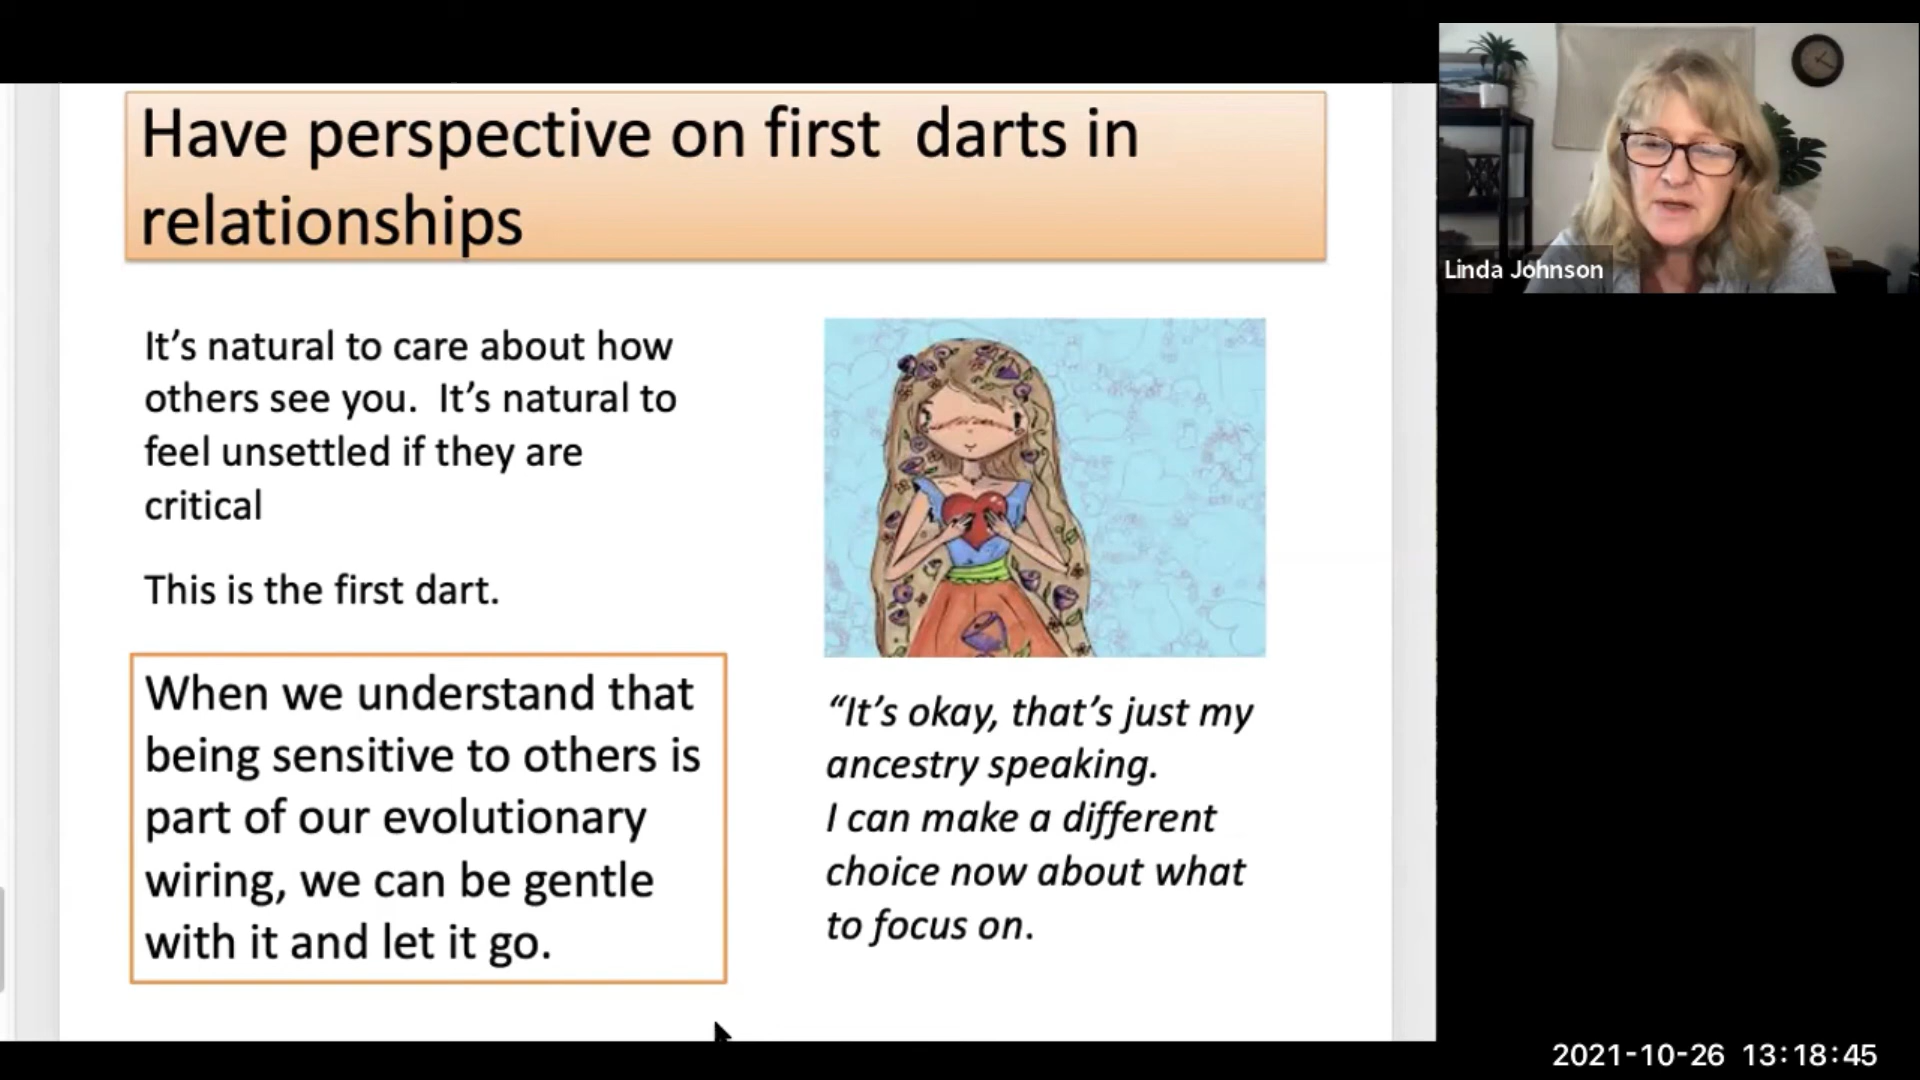 Have perspective on first  darts in
relationships
It’s natural to care about how
others see you.  It’s natural to
feel unsettled if they are
critical
This is the first dart.
When we understand that
being sensitive to others is
part of our evolutionary
wiring, we can be gentle
with it and let it go.
“It’s okay, that’s just my
ancestry speaking.
I can make a different
choice now about what
to focus on.
Linda Johnson
2021-10-26 13:18:45